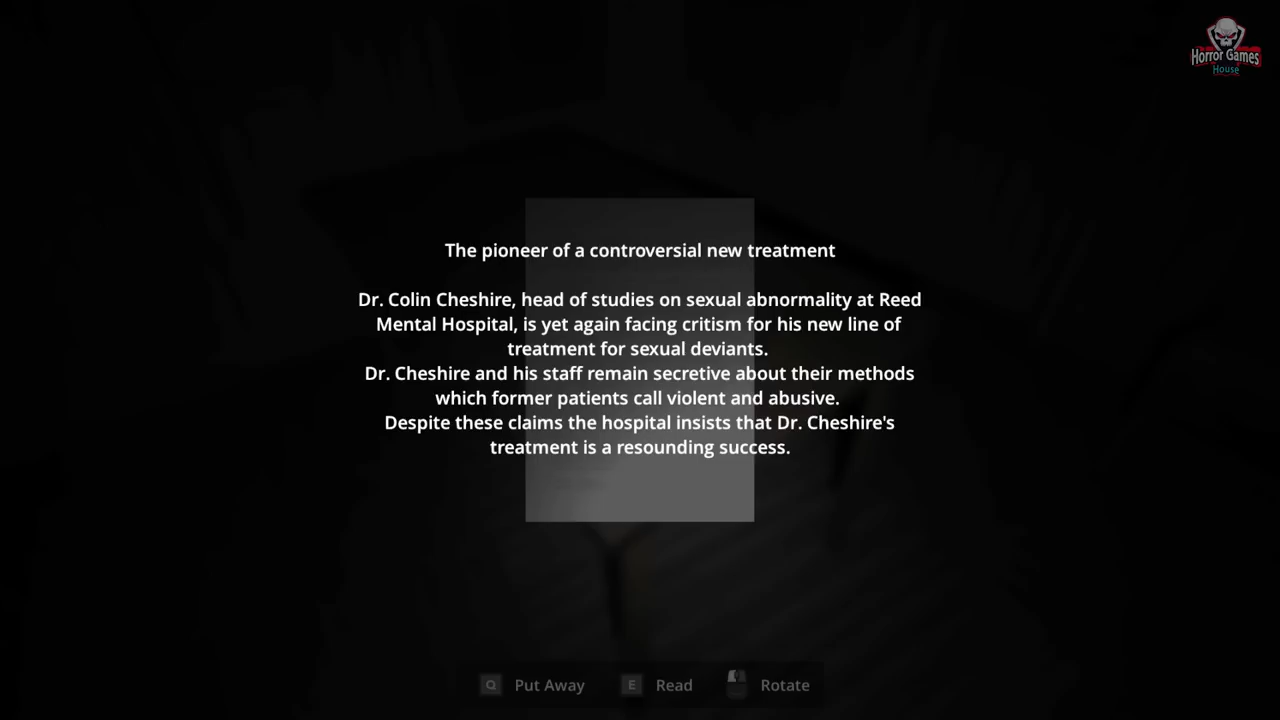 Horror Games
House
The pioneer of a controversial new treatment
Dr. Colin Cheshire, head of studies on sexual abnormality at Reed
Mental Hospital, is yet again facing critism for his new line of
treatment for sexual deviants.
Dr. Cheshire and his staff remain secretive about their methods
which former patients call violent and abusive.
Despite these claims the hospital insists that Dr. Cheshire's
treatment is a resounding success.
Q Put Away E Read Rotate